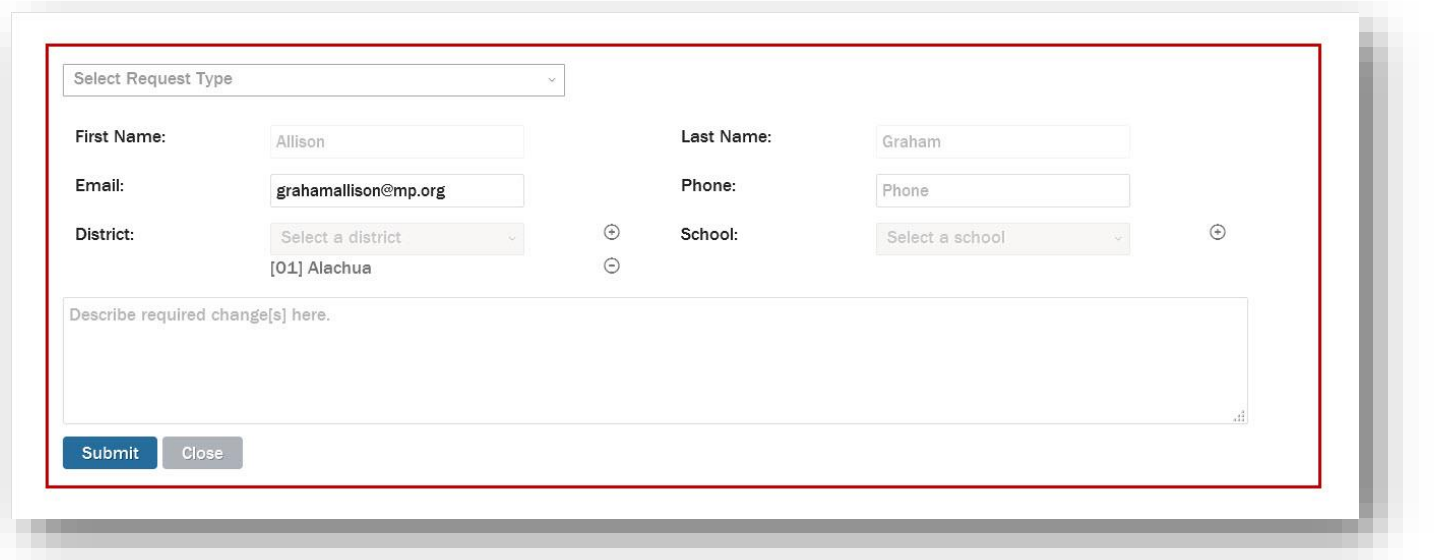 Select Request Type
First Name: Allison Last Name: Graham
Email: grahamallison@mp.org Phone: Phone
District: Select a district School: Select a school
[01] Alachua
Describe required change[s] here.
Submit Close